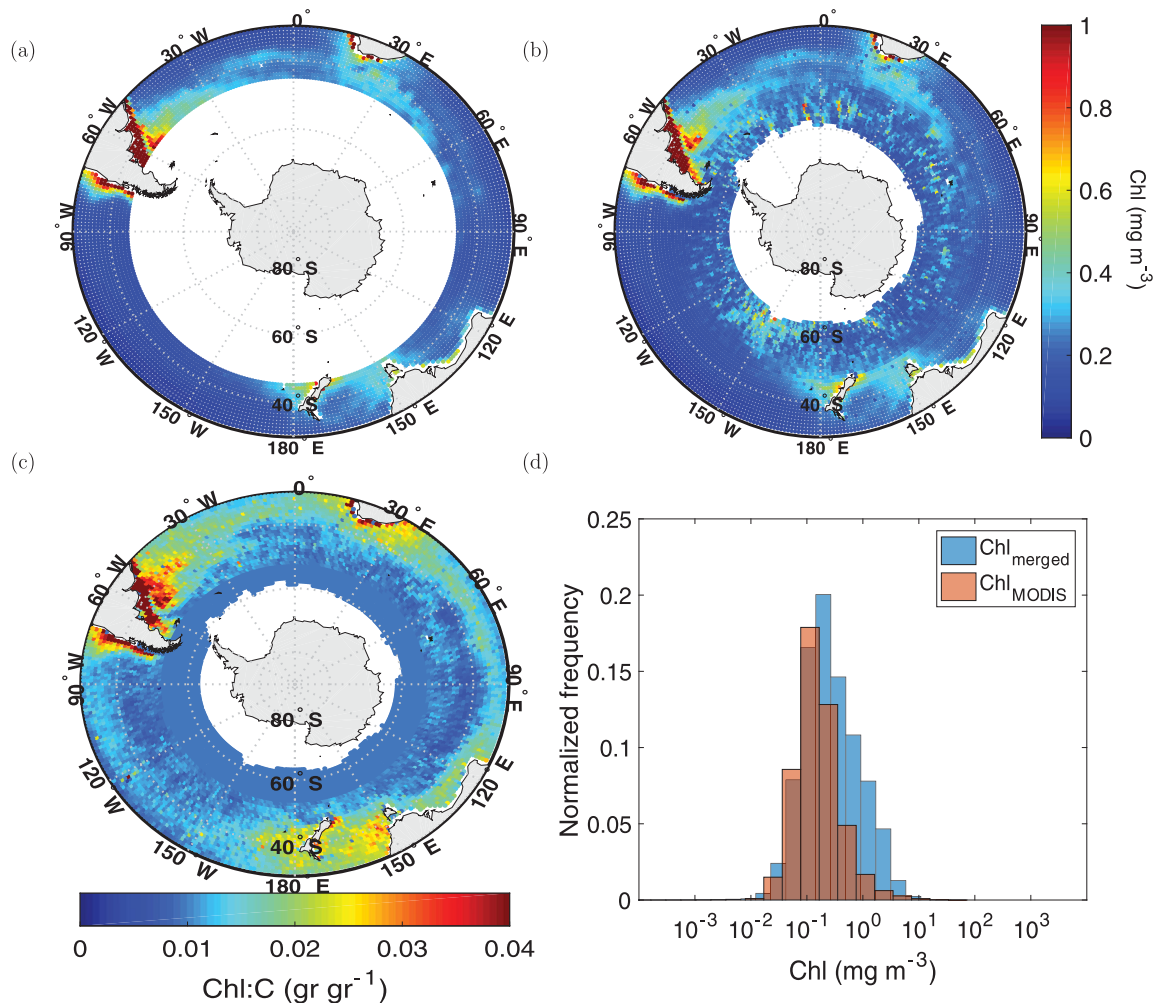 (a)
0°
30° E
60° E
90° E
120° E
150° E
180° E
150° W
120° W
90° W
60° W
30° W
80° S
60° S
40° S
(b)
0°
30° E
60° E
90° E
120° E
150° E
180° E
150° W
120° W
90° W
60° W
30° W
80° S
60° S
40° S
1
0.8
0.6
0.4
0.2
0
Chl (mg m⁻³)
(c)
0°
30° E
60° E
90° E
120° E
150° E
180° E
150° W
120° W
90° W
60° W
30° W
80° S
60° S
40° S
0 0.01 0.02 0.03 0.04
Chl:C (gr gr⁻¹)
(d)
0.25
0.2
0.15
0.1
0.05
0
Normalized frequency
Chl_merged
Chl_MODIS
10⁻³ 10⁻² 10⁻¹ 10⁰ 10² 10³
Chl (mg m⁻³)